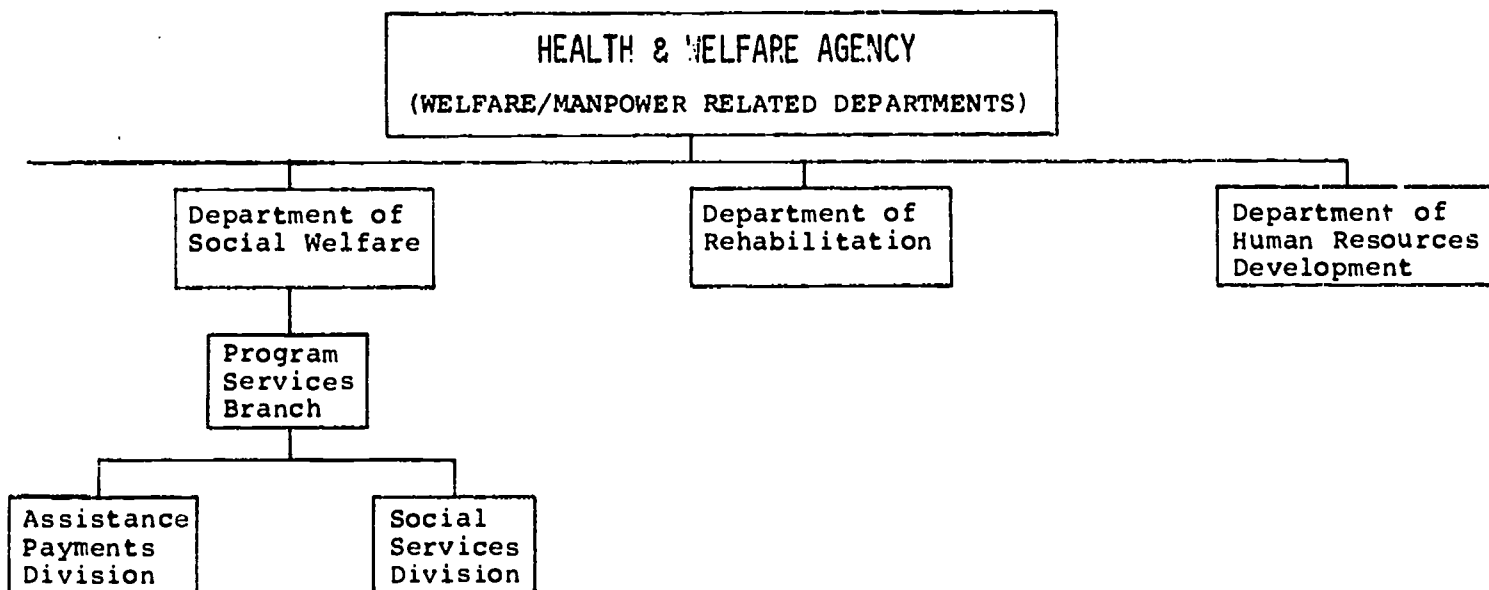 HEALTH & WELFARE AGENCY
(WELFARE/MANPOWER RELATED DEPARTMENTS)
Department of
Social Welfare
Department of
Rehabilitation
Department of
Human Resources
Development
Program
Services
Branch
Assistance
Payments
Division
Social
Services
Division